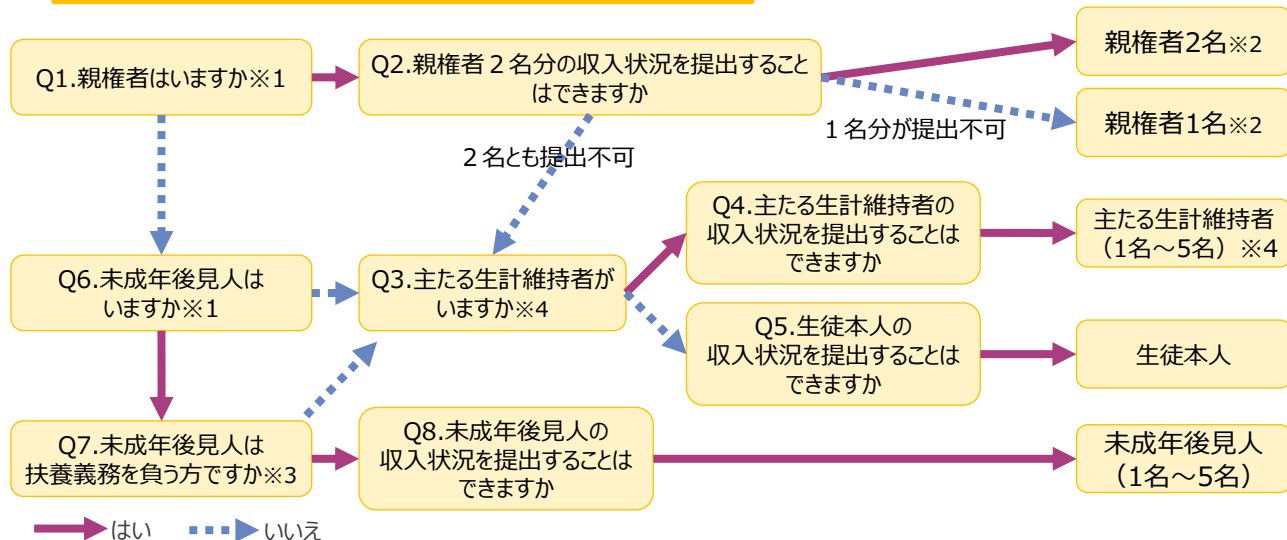 Q1.親権者はいますか※1
Q2.親権者２名分の収入状況を提出すること
はできますか
親権者2名※2
親権者1名※2
１名分が提出不可
２名とも提出不可
Q6.未成年後見人は
いますか※1
Q3.主たる生計維持者が
いますか※4
Q4.主たる生計維持者の
収入状況を提出することは
できますか
主たる生計維持者
（1名～5名）※4
Q5.生徒本人の
収入状況を提出することは
できますか
生徒本人
Q7.未成年後見人は
扶養義務を負う方ですか※3
Q8.未成年後見人の
収入状況を提出することは
できますか
未成年後見人
（1名～5名）
はい
いいえ